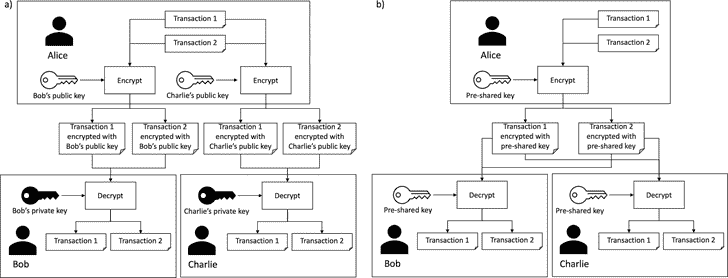 a)
Alice
Transaction 1
Transaction 2
Bob's public key
Encrypt
Charlie's public key
Encrypt
Transaction 1
encrypted with
Bob's public key
Transaction 2
encrypted with
Bob's public key
Transaction 1
encrypted with
Charlie's public key
Transaction 2
encrypted with
Charlie's public key
Bob's private key
Decrypt
Bob
Transaction 1
Transaction 2
Charlie's private key
Decrypt
Charlie
Transaction 1
Transaction 2
b)
Alice
Transaction 1
Transaction 2
Pre-shared key
Encrypt
Transaction 1
encrypted with
pre-shared key
Transaction 2
encrypted with
pre-shared key
Pre-shared key
Decrypt
Bob
Transaction 1
Transaction 2
Pre-shared key
Decrypt
Charlie
Transaction 1
Transaction 2